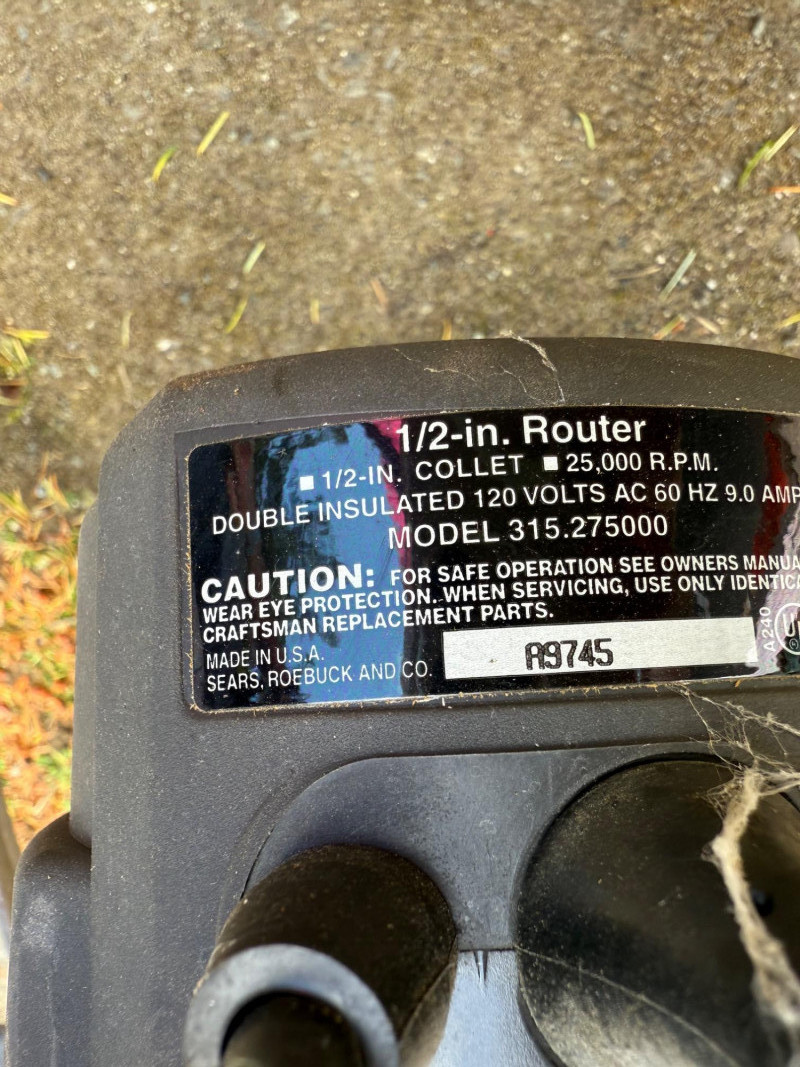 1/2-in. Router
■ 1/2-IN. COLLET ■ 25,000 R.P.M.
DOUBLE INSULATED 120 VOLTS AC 60 HZ 9.0 AMP
MODEL 315.275000
CAUTION: FOR SAFE OPERATION SEE OWNERS MANUA
WEAR EYE PROTECTION. WHEN SERVICING, USE ONLY IDENTICA
CRAFTSMAN REPLACEMENT PARTS.
MADE IN U.S.A.
SEARS, ROEBUCK AND CO.
A9745
A240